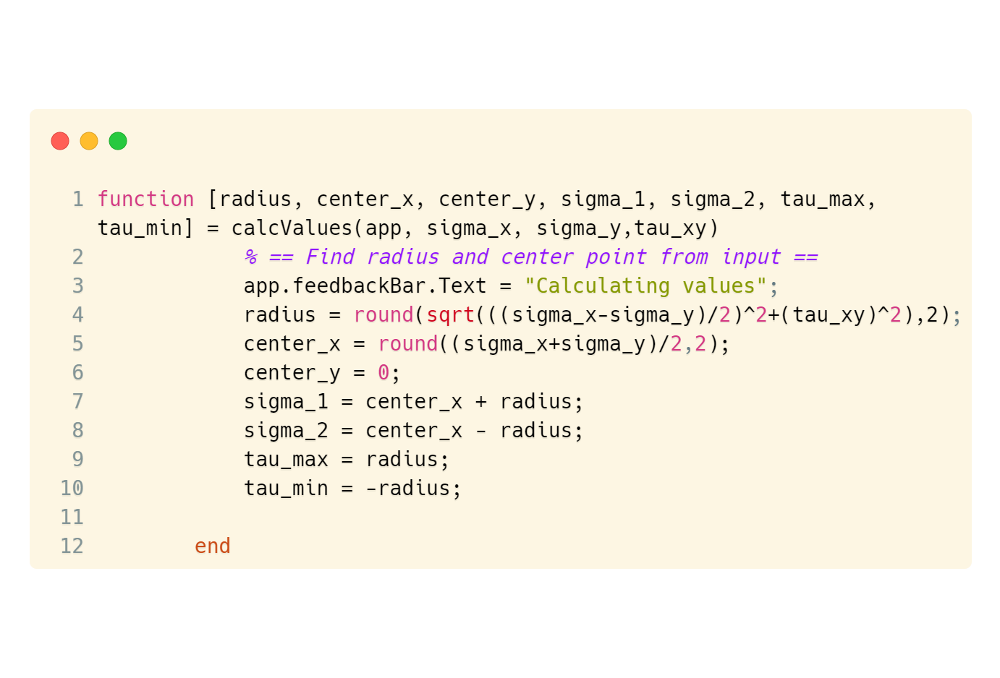 1 function [radius, center_x, center_y, sigma_1, sigma_2, tau_max,
tau_min] = calcValues(app, sigma_x, sigma_y,tau_xy)
2             % == Find radius and center point from input ==
3             app.feedbackBar.Text = "Calculating values";
4             radius = round(sqrt(((sigma_x-sigma_y)/2)^2+(tau_xy)^2),2);
5             center_x = round((sigma_x+sigma_y)/2,2);
6             center_y = 0;
7             sigma_1 = center_x + radius;
8             sigma_2 = center_x - radius;
9             tau_max = radius;
10             tau_min = -radius;
11
12         end